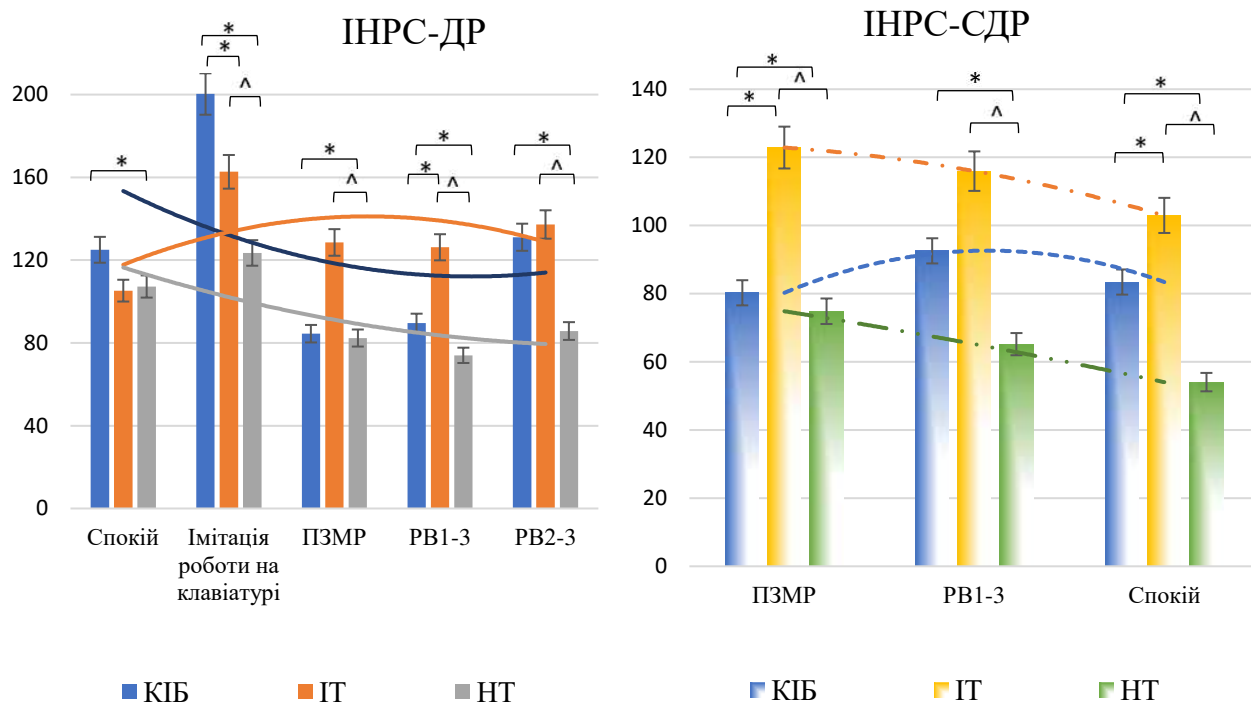 ІНРС-ДР
* * * ^ * ^ * * * ^ * ^
200
160
120
80
40
0
Спокій
Імітація
роботи на
клавіатурі
ПЗМР
РВ1-3
РВ2-3
КІБ
ІТ
НТ
ІНРС-СДР
* * ^ * ^ * * ^
140
120
100
80
60
40
20
0
ПЗМР
РВ1-3
Спокій
КІБ
ІТ
НТ